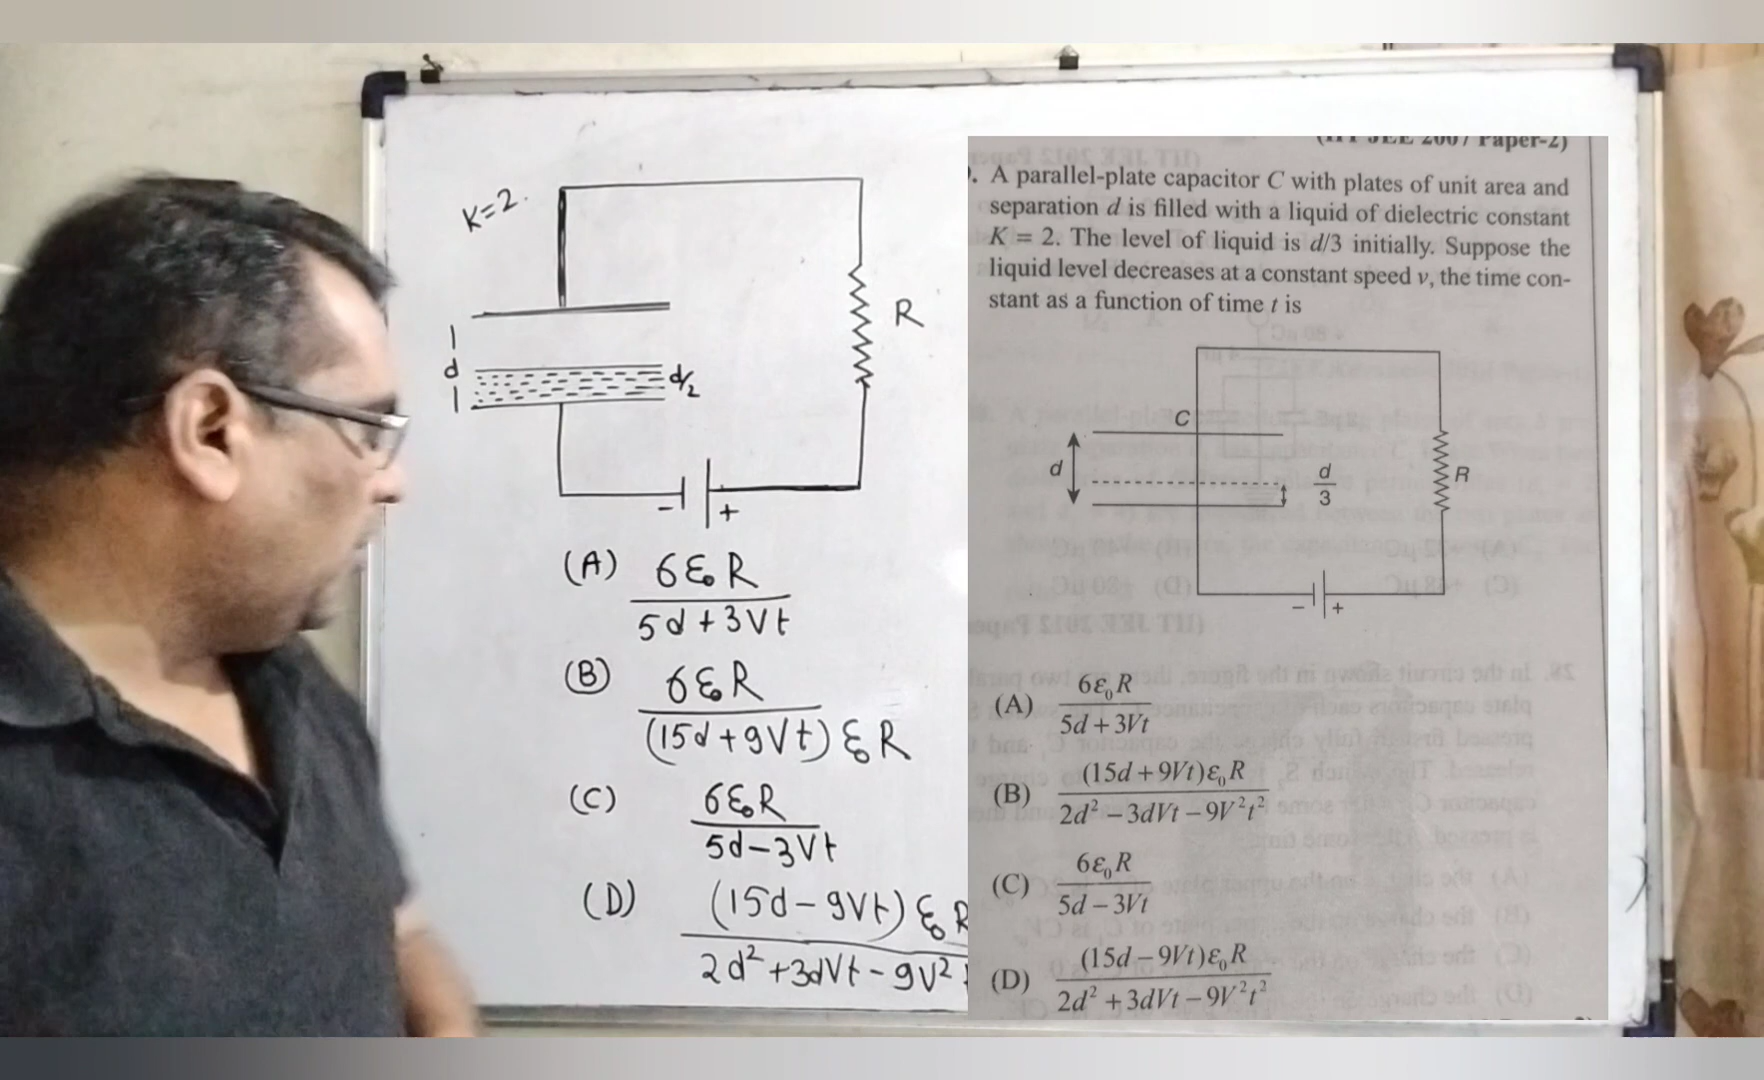 K=2.
R
d
d/2
- +
(A) 6ε₀R / 5d+3Vt
(B) 6ε₀R / (15d+9Vt)ε₀R
(C) 6ε₀R / 5d-3Vt
(D) (15d-9Vt)ε₀R / 2d²+3dVt-9V²
(IIT JEE 2007 Paper-2)
. A parallel-plate capacitor C with plates of unit area and
separation d is filled with a liquid of dielectric constant
K = 2. The level of liquid is d/3 initially. Suppose the
liquid level decreases at a constant speed v, the time con-
stant as a function of time t is
C
d
d/3
R
- +
(A) 6ε₀R / 5d + 3Vt
(B) (15d + 9Vt)ε₀R / 2d² – 3dVt – 9V²t²
(C) 6ε₀R / 5d – 3Vt
(D) (15d – 9Vt)ε₀R / 2d² + 3dVt – 9V²t²